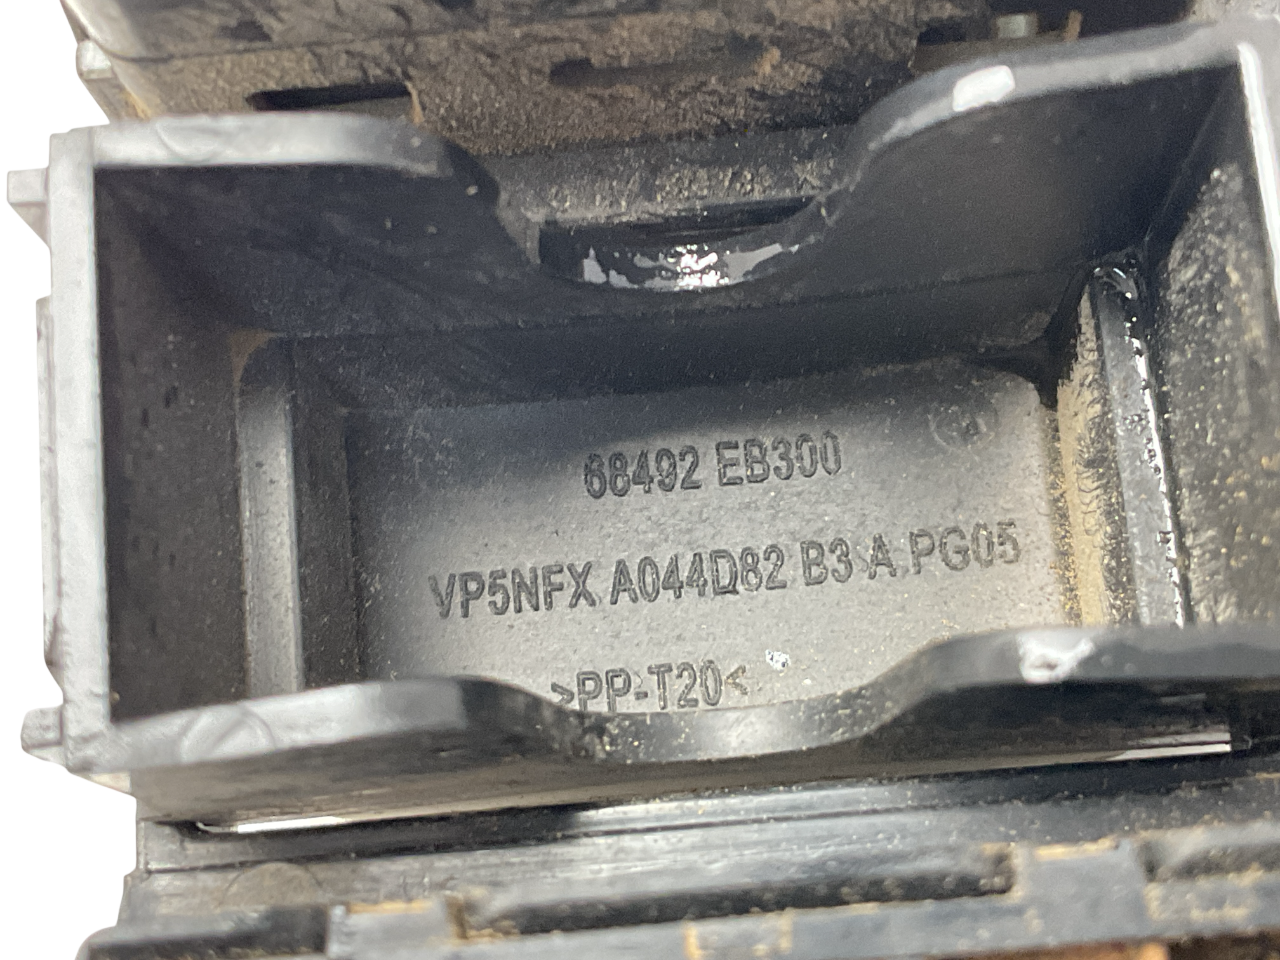 68492 EB300
VP5NFX A044D82 B3 A PG05
>PP-T20<